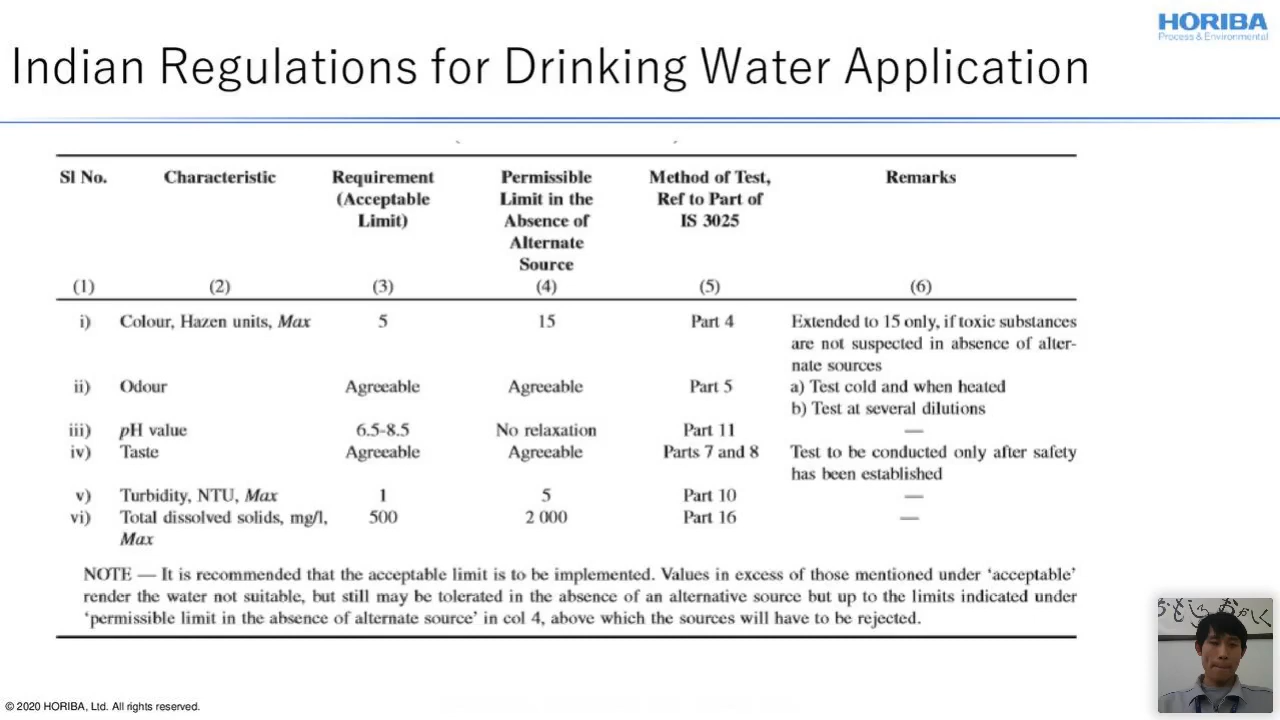 HORIBA
Process & Environmental
Indian Regulations for Drinking Water Application
Sl No. Characteristic Requirement (Acceptable Limit) Permissible Limit in the Absence of Alternate Source Method of Test, Ref to Part of IS 3025 Remarks
(1) (2) (3) (4) (5) (6)
i) Colour, Hazen units, Max 5 15 Part 4 Extended to 15 only, if toxic substances
are not suspected in absence of alter-
nate sources
ii) Odour Agreeable Agreeable Part 5 a) Test cold and when heated
b) Test at several dilutions
iii) pH value 6.5-8.5 No relaxation Part 11 —
iv) Taste Agreeable Agreeable Parts 7 and 8 Test to be conducted only after safety
has been established
v) Turbidity, NTU, Max 1 5 Part 10 —
vi) Total dissolved solids, mg/l, 500 2 000 Part 16 —
Max
NOTE — It is recommended that the acceptable limit is to be implemented. Values in excess of those mentioned under ‘acceptable’
render the water not suitable, but still may be tolerated in the absence of an alternative source but up to the limits indicated under
‘permissible limit in the absence of alternate source’ in col 4, above which the sources will have to be rejected.
おもしろおかしく
© 2020 HORIBA, Ltd. All rights reserved.